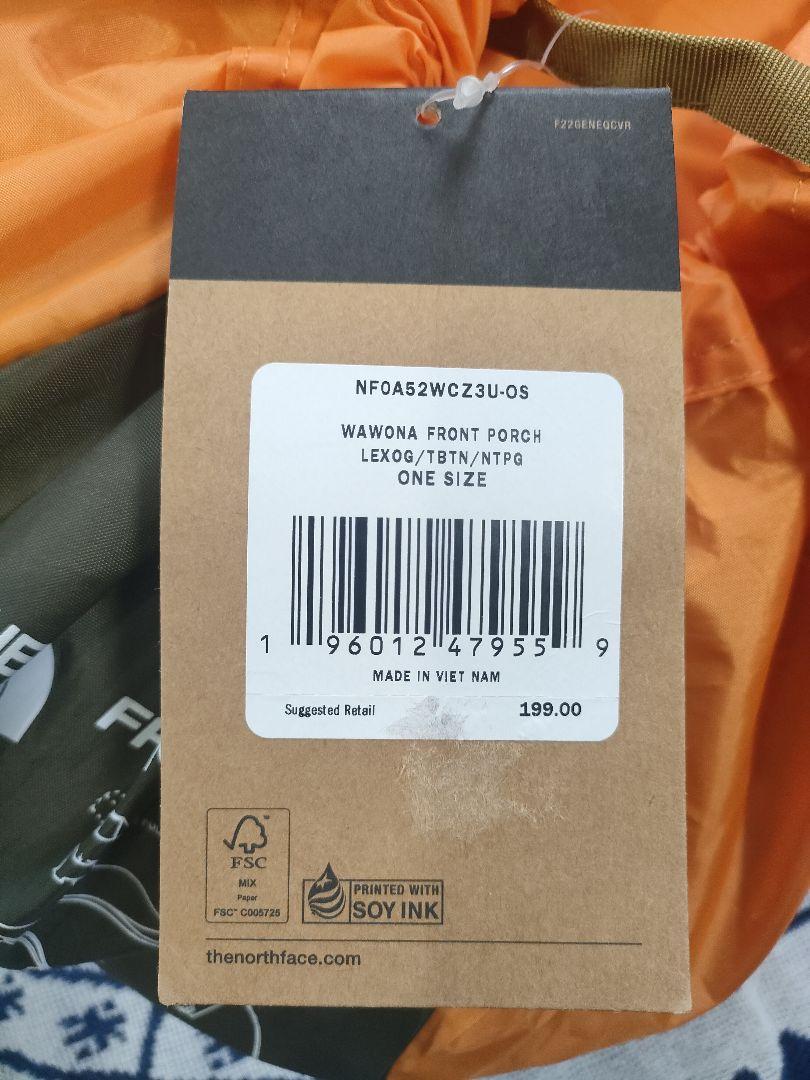 F22GENEQCVR
NF0A52WCZ3U-OS
WAWONA FRONT PORCH
LEXOG/TBTN/NTPG
ONE SIZE
1 96012 47955 9
MADE IN VIET NAM
Suggested Retail 199.00
FSC
MIX
Paper
FSC™ C005725
PRINTED WITH
SOY INK
thenorthface.com